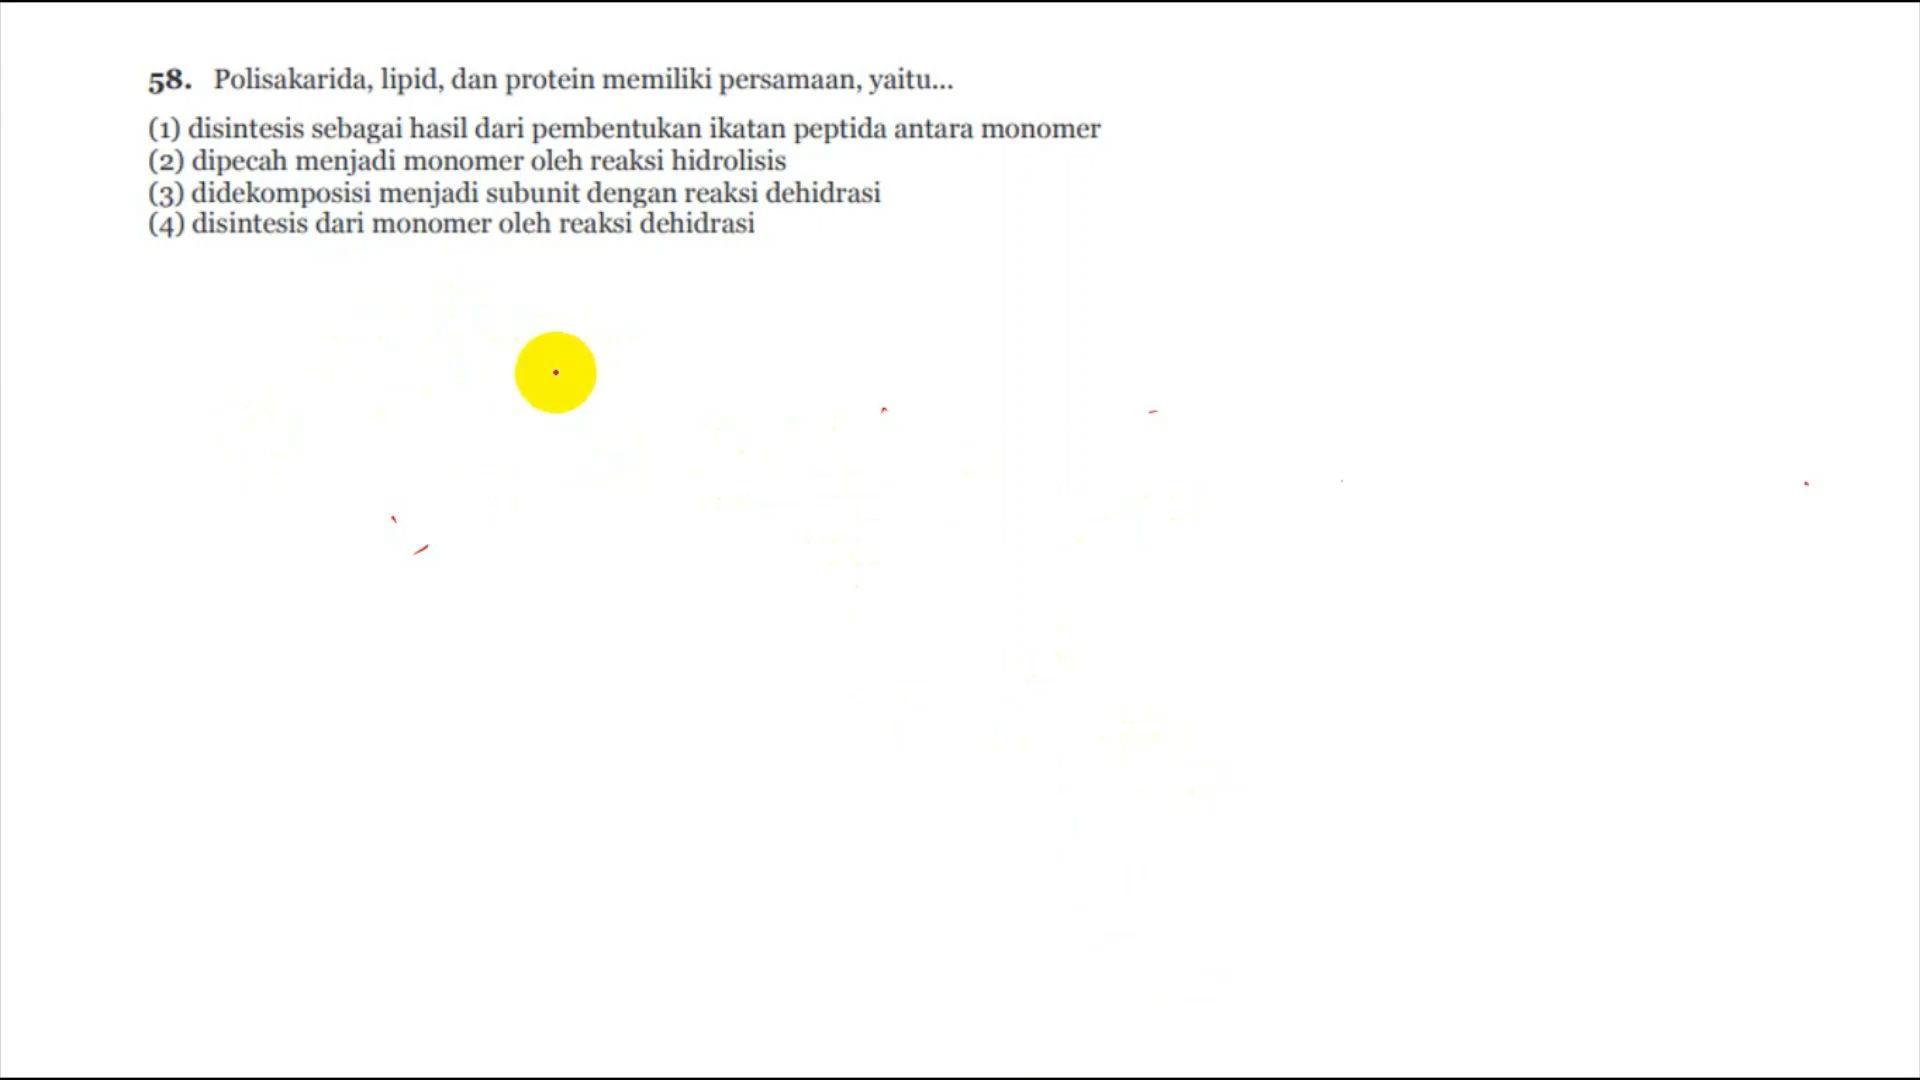 58. Polisakarida, lipid, dan protein memiliki persamaan, yaitu...
(1) disintesis sebagai hasil dari pembentukan ikatan peptida antara monomer
(2) dipecah menjadi monomer oleh reaksi hidrolisis
(3) didekomposisi menjadi subunit dengan reaksi dehidrasi
(4) disintesis dari monomer oleh reaksi dehidrasi